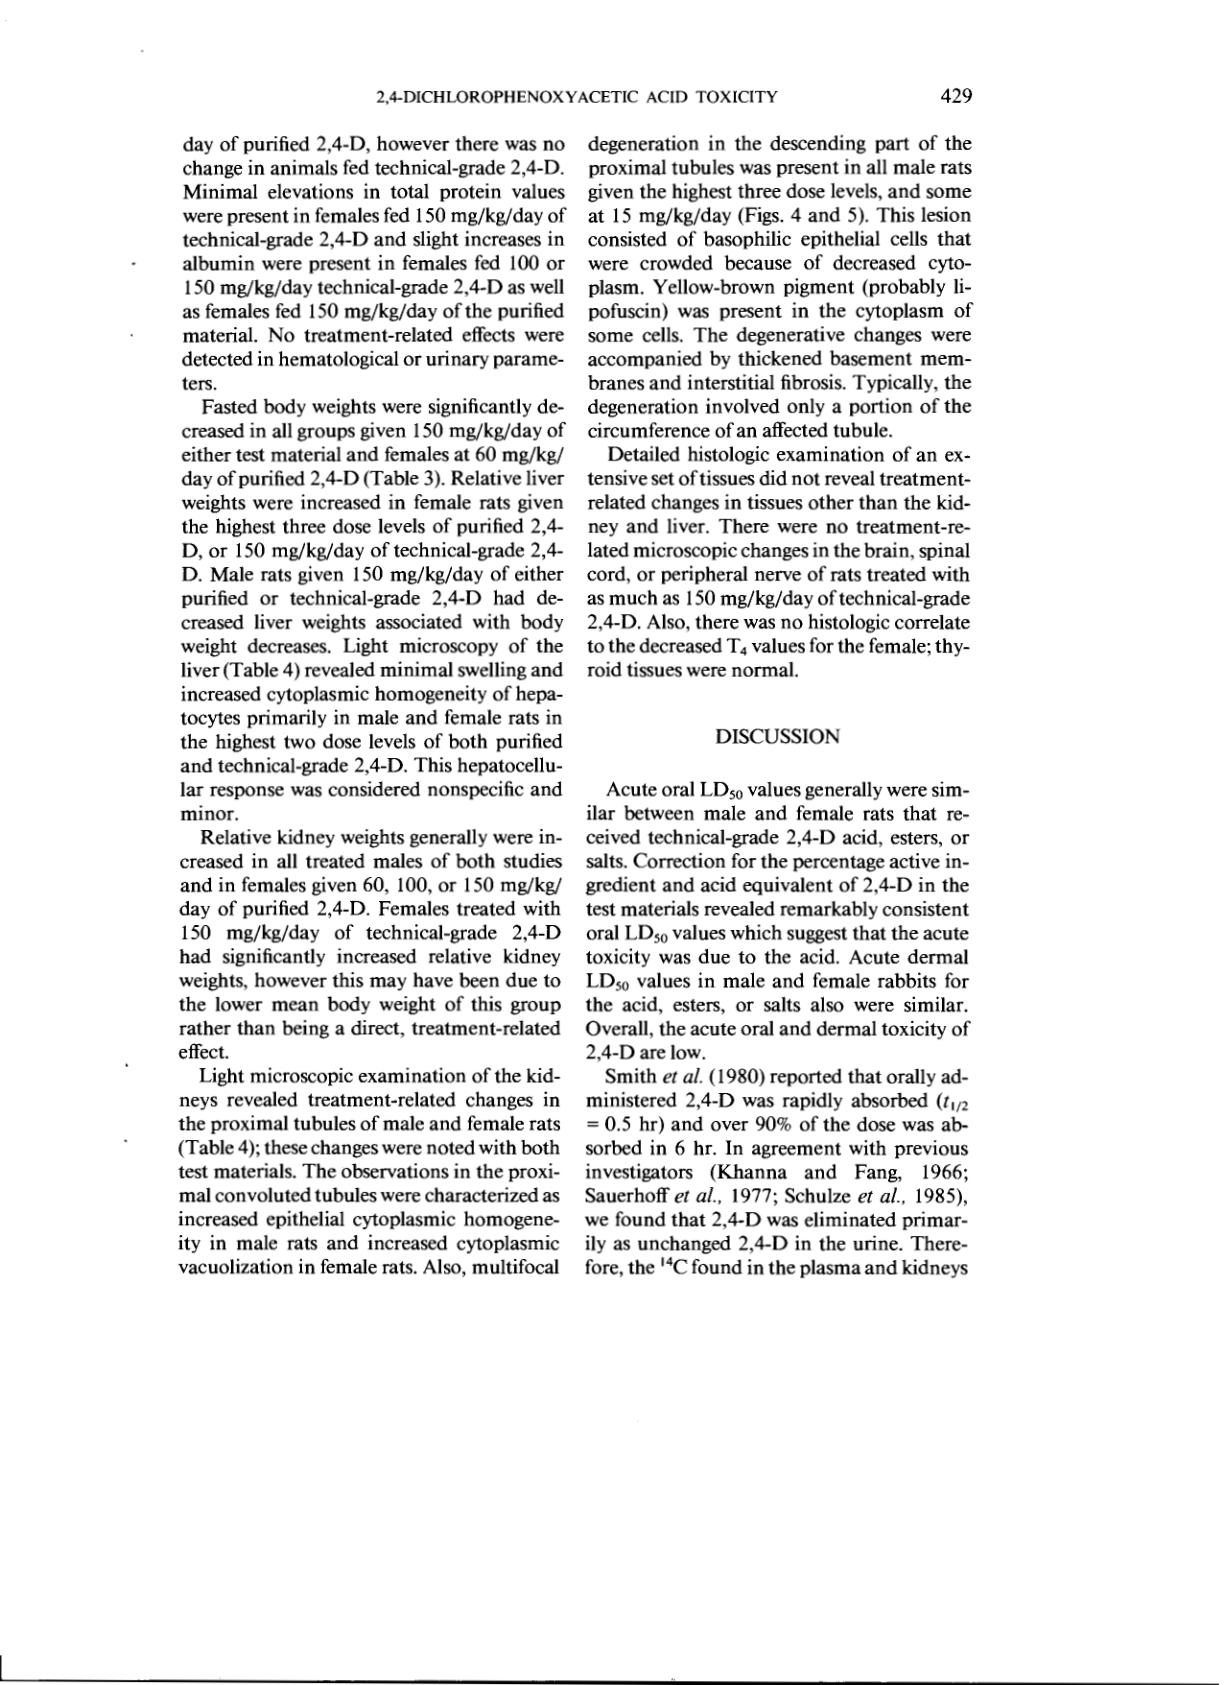 2,4-DICHLOROPHENOXYACETIC ACID TOXICITY 429
day of purified 2,4-D, however there was no
change in animals fed technical-grade 2,4-D.
Minimal elevations in total protein values
were present in females fed 150 mg/kg/day of
technical-grade 2,4-D and slight increases in
albumin were present in females fed 100 or
150 mg/kg/day technical-grade 2,4-D as well
as females fed 150 mg/kg/day of the purified
material. No treatment-related effects were
detected in hematological or urinary parame-
ters.
Fasted body weights were significantly de-
creased in all groups given 150 mg/kg/day of
either test material and females at 60 mg/kg/
day of purified 2,4-D (Table 3). Relative liver
weights were increased in female rats given
the highest three dose levels of purified 2,4-
D, or 150 mg/kg/day of technical-grade 2,4-
D. Male rats given 150 mg/kg/day of either
purified or technical-grade 2,4-D had de-
creased liver weights associated with body
weight decreases. Light microscopy of the
liver (Table 4) revealed minimal swelling and
increased cytoplasmic homogeneity of hepa-
tocytes primarily in male and female rats in
the highest two dose levels of both purified
and technical-grade 2,4-D. This hepatocellu-
lar response was considered nonspecific and
minor.
Relative kidney weights generally were in-
creased in all treated males of both studies
and in females given 60, 100, or 150 mg/kg/
day of purified 2,4-D. Females treated with
150 mg/kg/day of technical-grade 2,4-D
had significantly increased relative kidney
weights, however this may have been due to
the lower mean body weight of this group
rather than being a direct, treatment-related
effect.
Light microscopic examination of the kid-
neys revealed treatment-related changes in
the proximal tubules of male and female rats
(Table 4); these changes were noted with both
test materials. The observations in the proxi-
mal convoluted tubules were characterized as
increased epithelial cytoplasmic homogene-
ity in male rats and increased cytoplasmic
vacuolization in female rats. Also, multifocal
degeneration in the descending part of the
proximal tubules was present in all male rats
given the highest three dose levels, and some
at 15 mg/kg/day (Figs. 4 and 5). This lesion
consisted of basophilic epithelial cells that
were crowded because of decreased cyto-
plasm. Yellow-brown pigment (probably li-
pofuscin) was present in the cytoplasm of
some cells. The degenerative changes were
accompanied by thickened basement mem-
branes and interstitial fibrosis. Typically, the
degeneration involved only a portion of the
circumference of an affected tubule.
Detailed histologic examination of an ex-
tensive set of tissues did not reveal treatment-
related changes in tissues other than the kid-
ney and liver. There were no treatment-re-
lated microscopic changes in the brain, spinal
cord, or peripheral nerve of rats treated with
as much as 150 mg/kg/day of technical-grade
2,4-D. Also, there was no histologic correlate
to the decreased T₄ values for the female; thy-
roid tissues were normal.
DISCUSSION
Acute oral LD₅₀ values generally were sim-
ilar between male and female rats that re-
ceived technical-grade 2,4-D acid, esters, or
salts. Correction for the percentage active in-
gredient and acid equivalent of 2,4-D in the
test materials revealed remarkably consistent
oral LD₅₀ values which suggest that the acute
toxicity was due to the acid. Acute dermal
LD₅₀ values in male and female rabbits for
the acid, esters, or salts also were similar.
Overall, the acute oral and dermal toxicity of
2,4-D are low.
Smith et al. (1980) reported that orally ad-
ministered 2,4-D was rapidly absorbed (t1/2
= 0.5 hr) and over 90% of the dose was ab-
sorbed in 6 hr. In agreement with previous
investigators (Khanna and Fang, 1966;
Sauerhoff et al., 1977; Schulze et al., 1985),
we found that 2,4-D was eliminated primar-
ily as unchanged 2,4-D in the urine. There-
fore, the ¹⁴C found in the plasma and kidneys